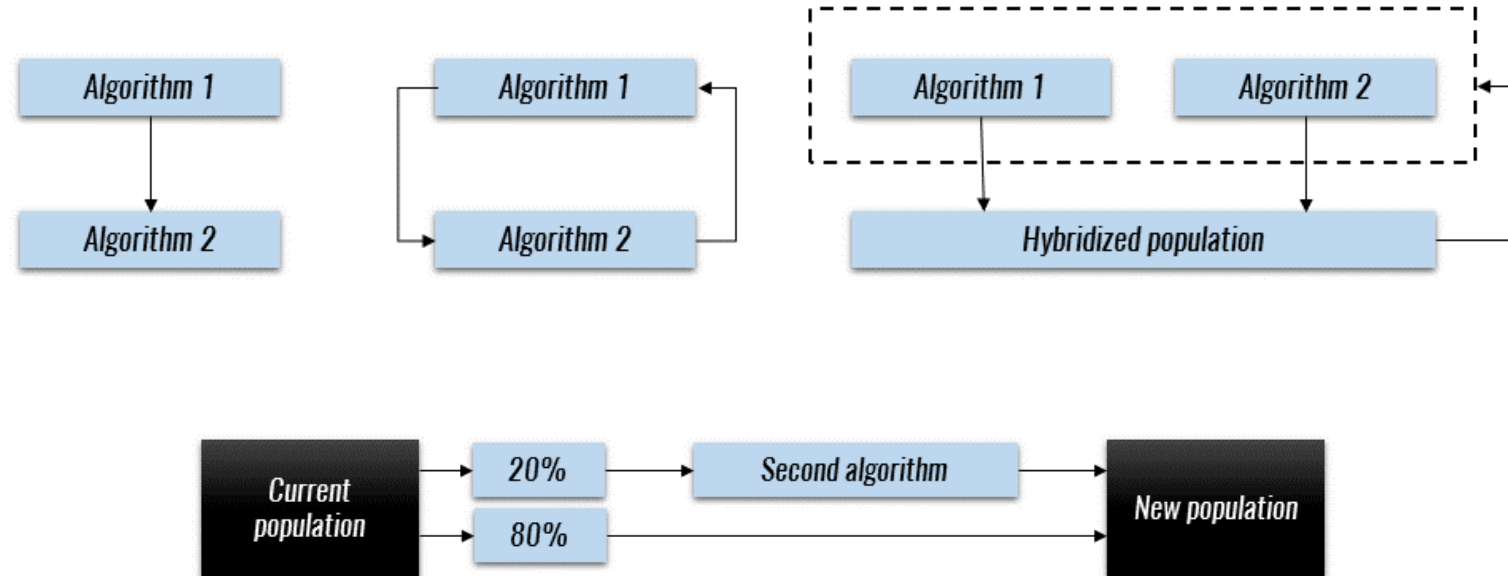 Algorithm 1
Algorithm 1
Algorithm 1
Algorithm 2
Algorithm 2
Algorithm 2
Hybridized population
Current
population
20%
Second algorithm
80%
New population